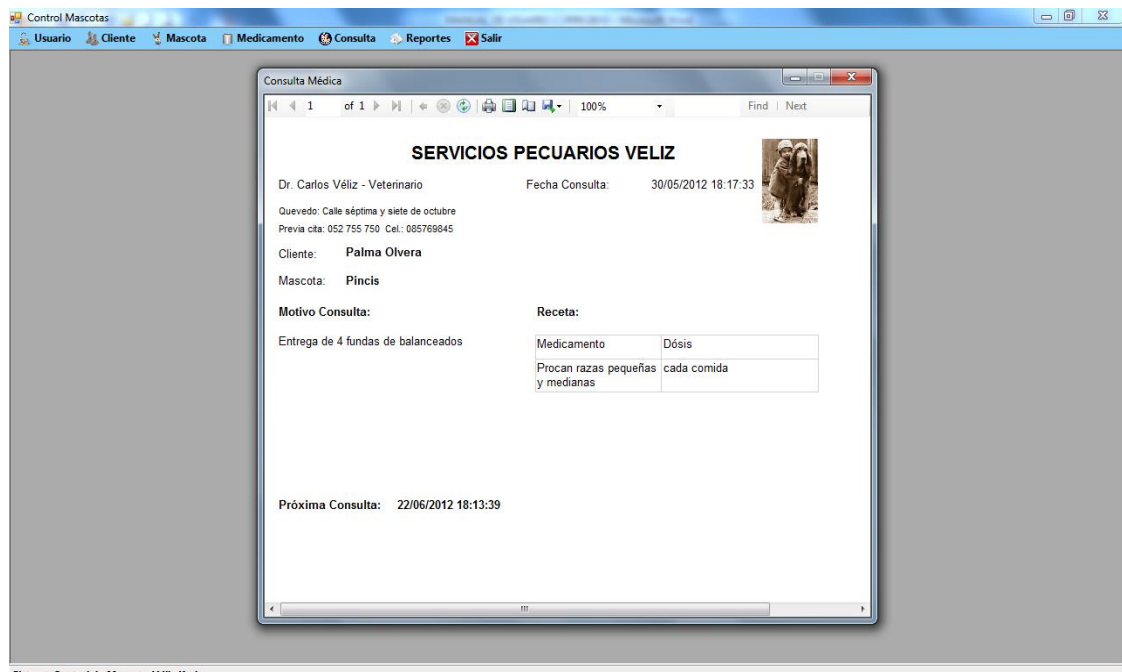 Control Mascotas
Usuario Cliente Mascota Medicamento Consulta Reportes Salir
Consulta Médica
1 of 1 100% Find | Next
SERVICIOS PECUARIOS VELIZ
Dr. Carlos Véliz - Veterinario Fecha Consulta: 30/05/2012 18:17:33
Quevedo: Calle séptima y siete de octubre
Previa cita: 052 755 750 Cel.: 085769845
Cliente: Palma Olvera
Mascota: Pincis
Motivo Consulta: Receta:
Entrega de 4 fundas de balanceados
Medicamento Dósis
Procan razas pequeñas cada comida
y medianas
Próxima Consulta: 22/06/2012 18:13:39